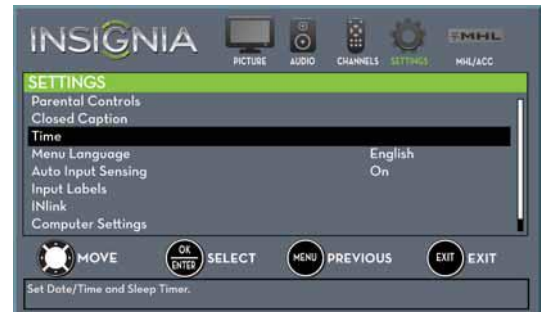 INSIGNIA
PICTURE AUDIO CHANNELS SETTINGS MHL MHL/ACC
SETTINGS
Parental Controls
Closed Caption
Time
Menu Language English
Auto Input Sensing On
Input Labels
INlink
Computer Settings
MOVE OK ENTER SELECT MENU PREVIOUS EXIT EXIT
Set Date/Time and Sleep Timer.